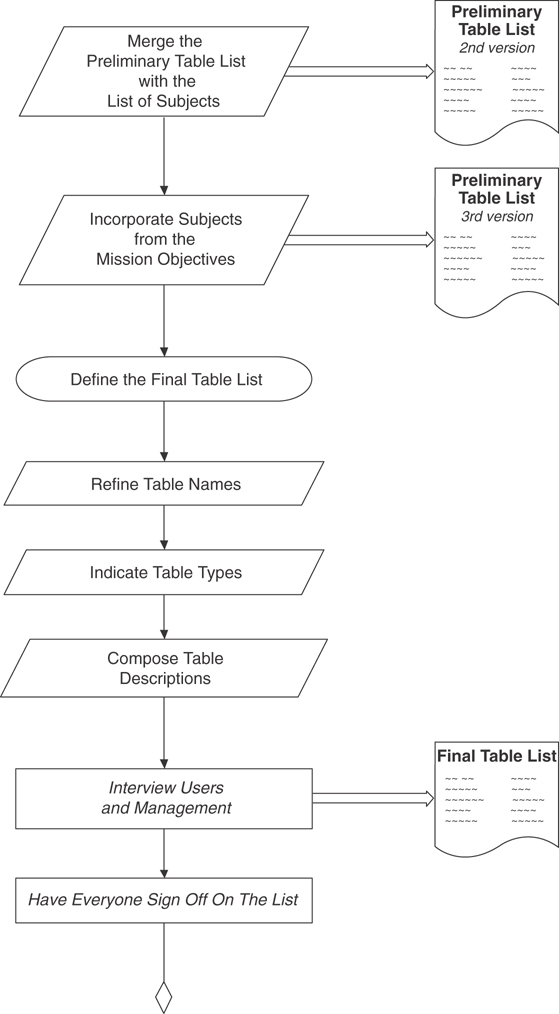 Merge the
Preliminary Table List
with the
List of Subjects
Preliminary
Table List
2nd version
Incorporate Subjects
from the
Mission Objectives
Preliminary
Table List
3rd version
Define the Final Table List
Refine Table Names
Indicate Table Types
Compose Table
Descriptions
Interview Users
and Management
Final Table List
Have Everyone Sign Off On The List